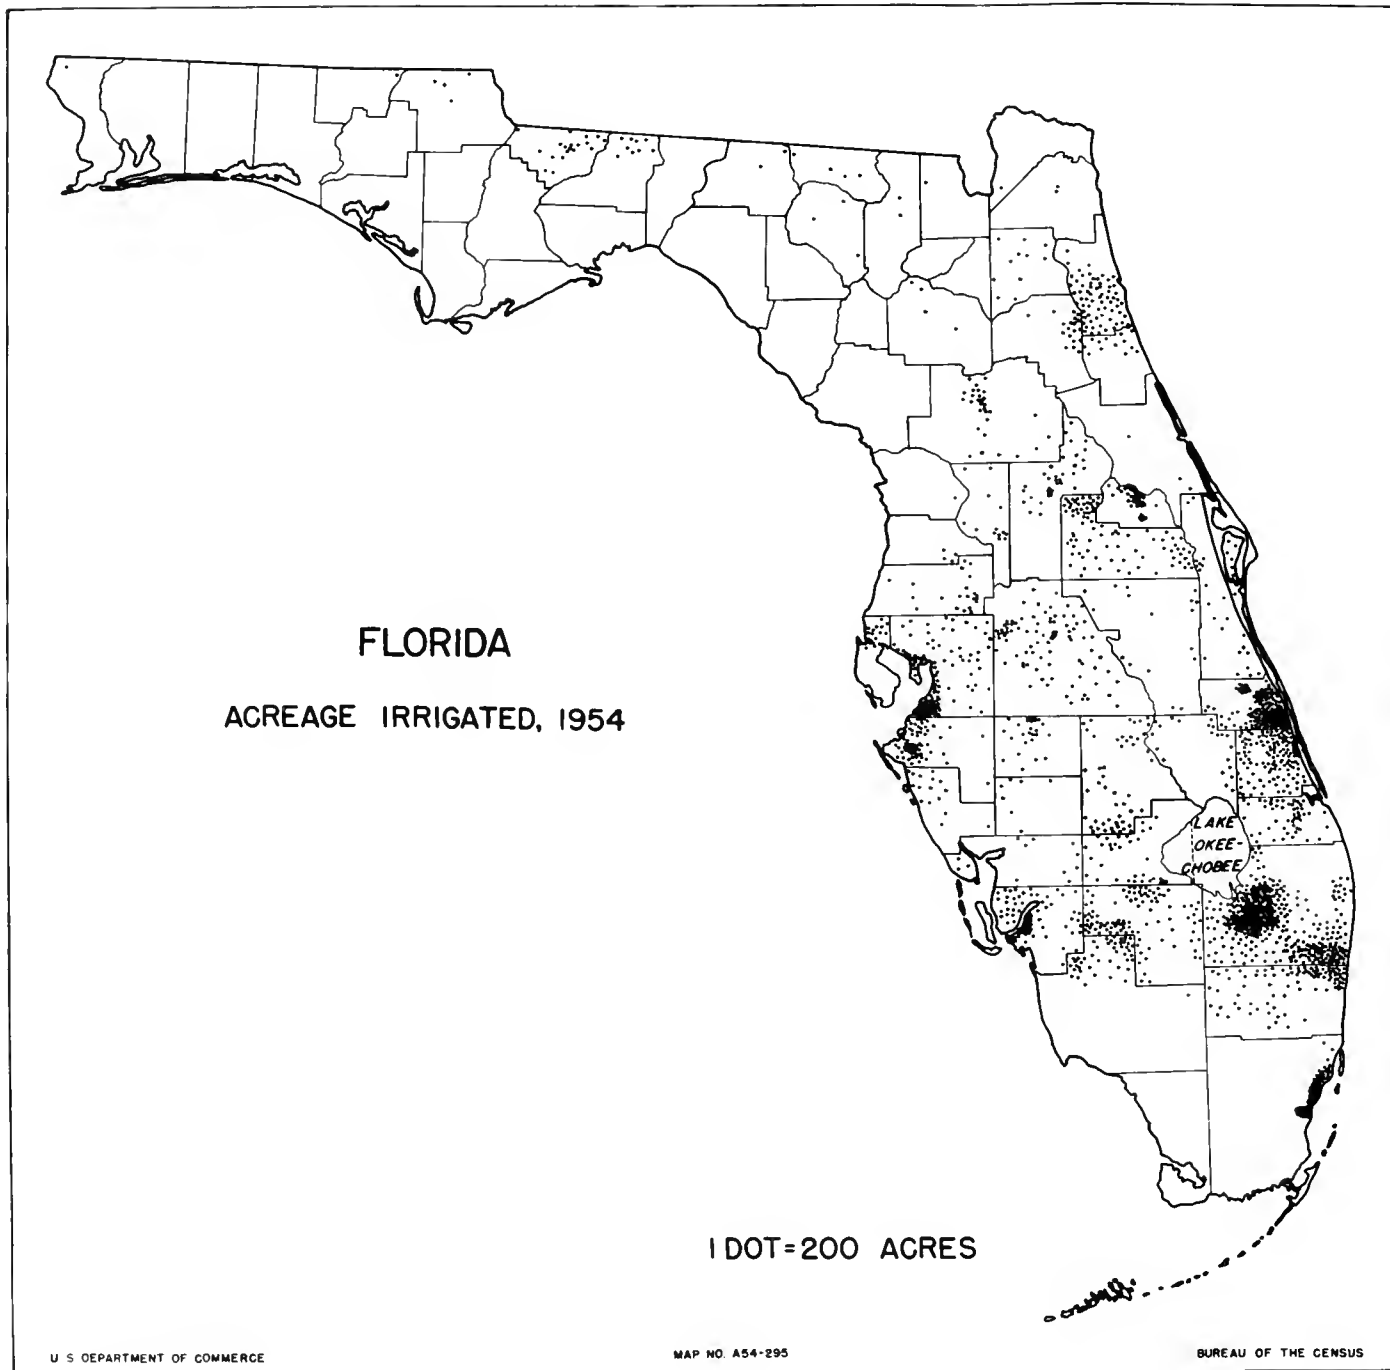 FLORIDA
ACREAGE IRRIGATED, 1954
LAKE
OKEE-
CHOBEE
1 DOT=200 ACRES
U S DEPARTMENT OF COMMERCE
MAP NO. A54-295
BUREAU OF THE CENSUS